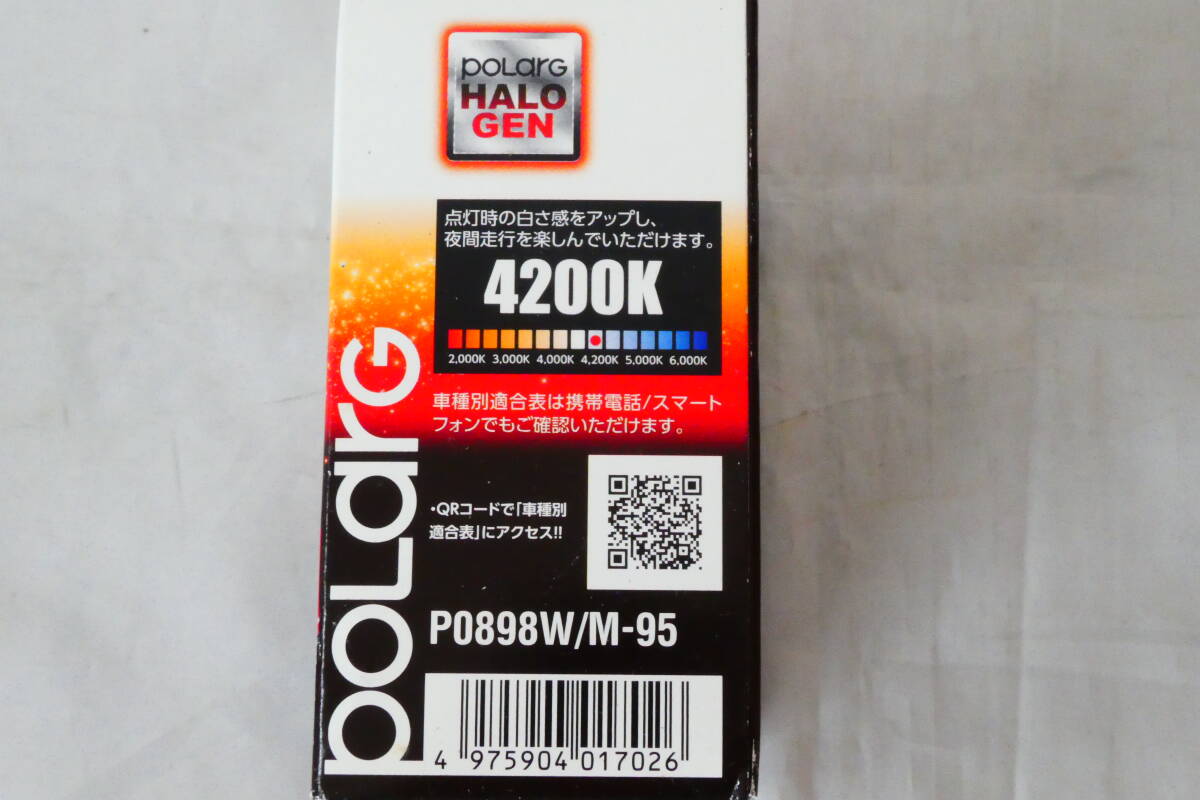 POLarG
HALO
GEN
点灯時の白さ感をアップし、
夜間走行を楽しんでいただけます。
4200K
2,000K 3,000K 4,000K 4,200K 5,000K 6,000K
車種別適合表は携帯電話/スマート
フォンでもご確認いただけます。
・QRコードで「車種別
適合表」にアクセス!!
POLarG
P0898W/M-95
4 975904 017026